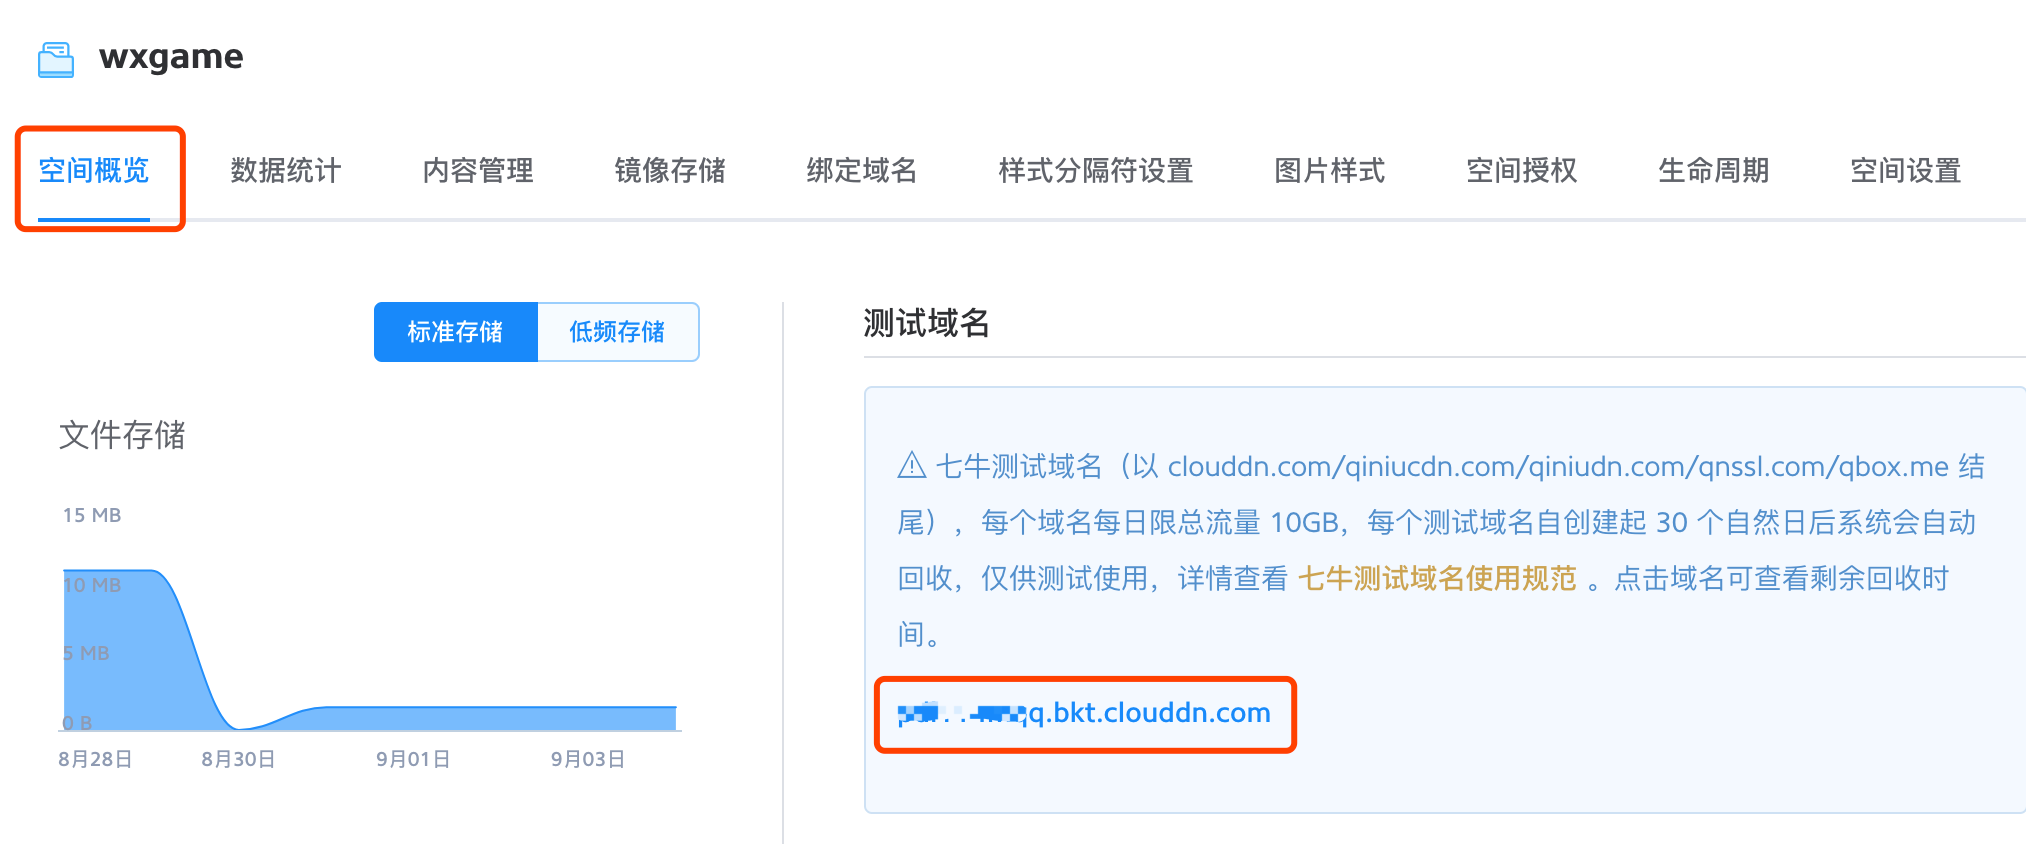 wxgame
空间概览 数据统计 内容管理 镜像存储 绑定域名 样式分隔符设置 图片样式 空间授权 生命周期 空间设置
标准存储 低频存储
文件存储
15 MB
10 MB
5 MB
0 B
8月28日 8月30日 9月01日 9月03日
测试域名
七牛测试域名（以 clouddn.com/qiniucdn.com/qiniudn.com/qnssl.com/qbox.me 结
尾），每个域名每日限总流量 10GB，每个测试域名自创建起 30 个自然日后系统会自动
回收，仅供测试使用，详情查看 七牛测试域名使用规范 。点击域名可查看剩余回收时
间。
q.bkt.clouddn.com